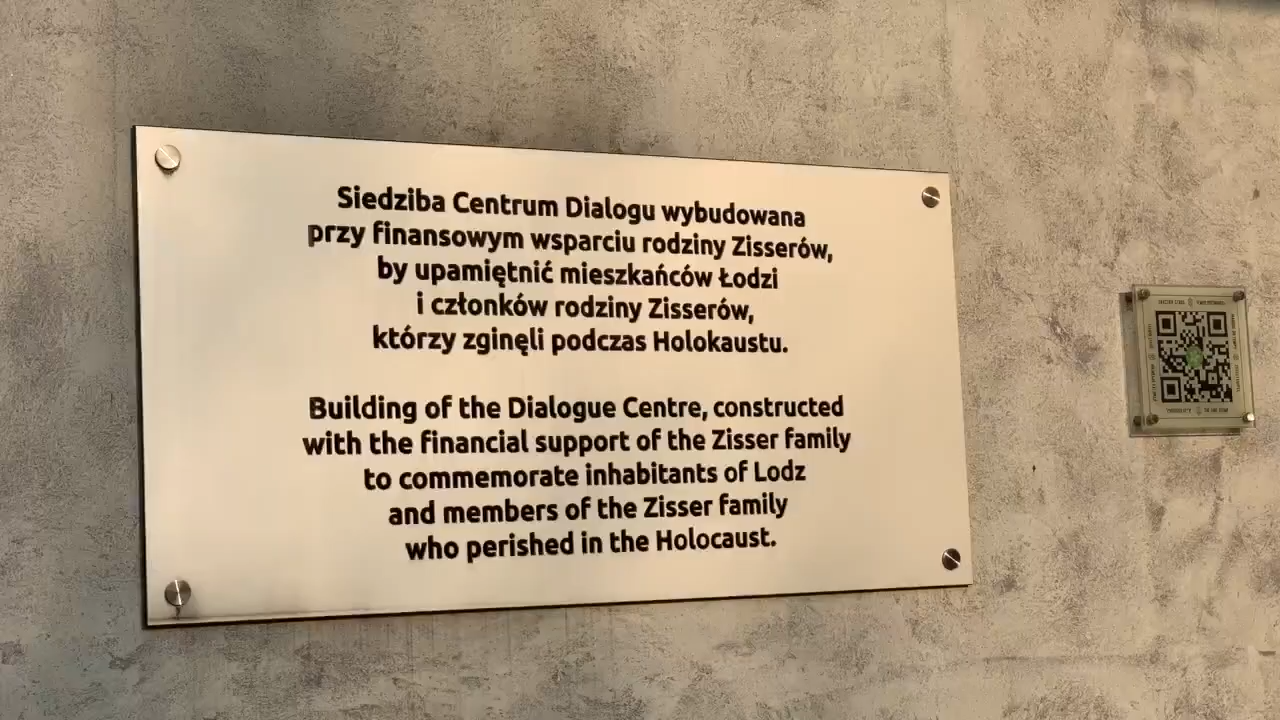 Siedziba Centrum Dialogu wybudowana
przy finansowym wsparciu rodziny Zisserów,
by upamiętnić mieszkańców Łodzi
i członków rodziny Zisserów,
którzy zginęli podczas Holokaustu.
Building of the Dialogue Centre, constructed
with the financial support of the Zisser family
to commemorate inhabitants of Lodz
and members of the Zisser family
who perished in the Holocaust.